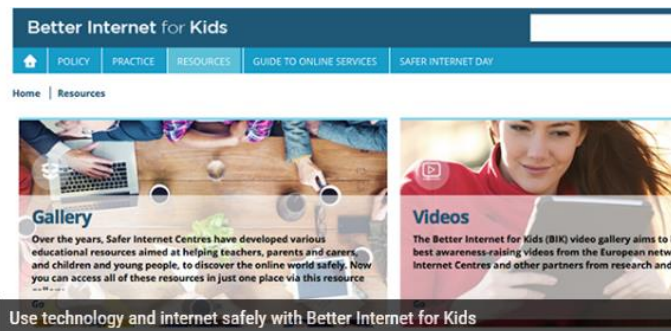 Better Internet for Kids
POLICY PRACTICE RESOURCES GUIDE TO ONLINE SERVICES SAFER INTERNET DAY
Home | Resources
Gallery
Over the years, Safer Internet Centres have developed various
educational resources aimed at helping teachers, parents and carers,
and children and young people, to discover the online world safely. Now
you can access all of these resources in just one place via this resource
Go
Videos
The Better Internet for Kids (BIK) video gallery aims to
best awareness-raising videos from the European
Internet Centres and other partners from research and
Go
Use technology and internet safely with Better Internet for Kids